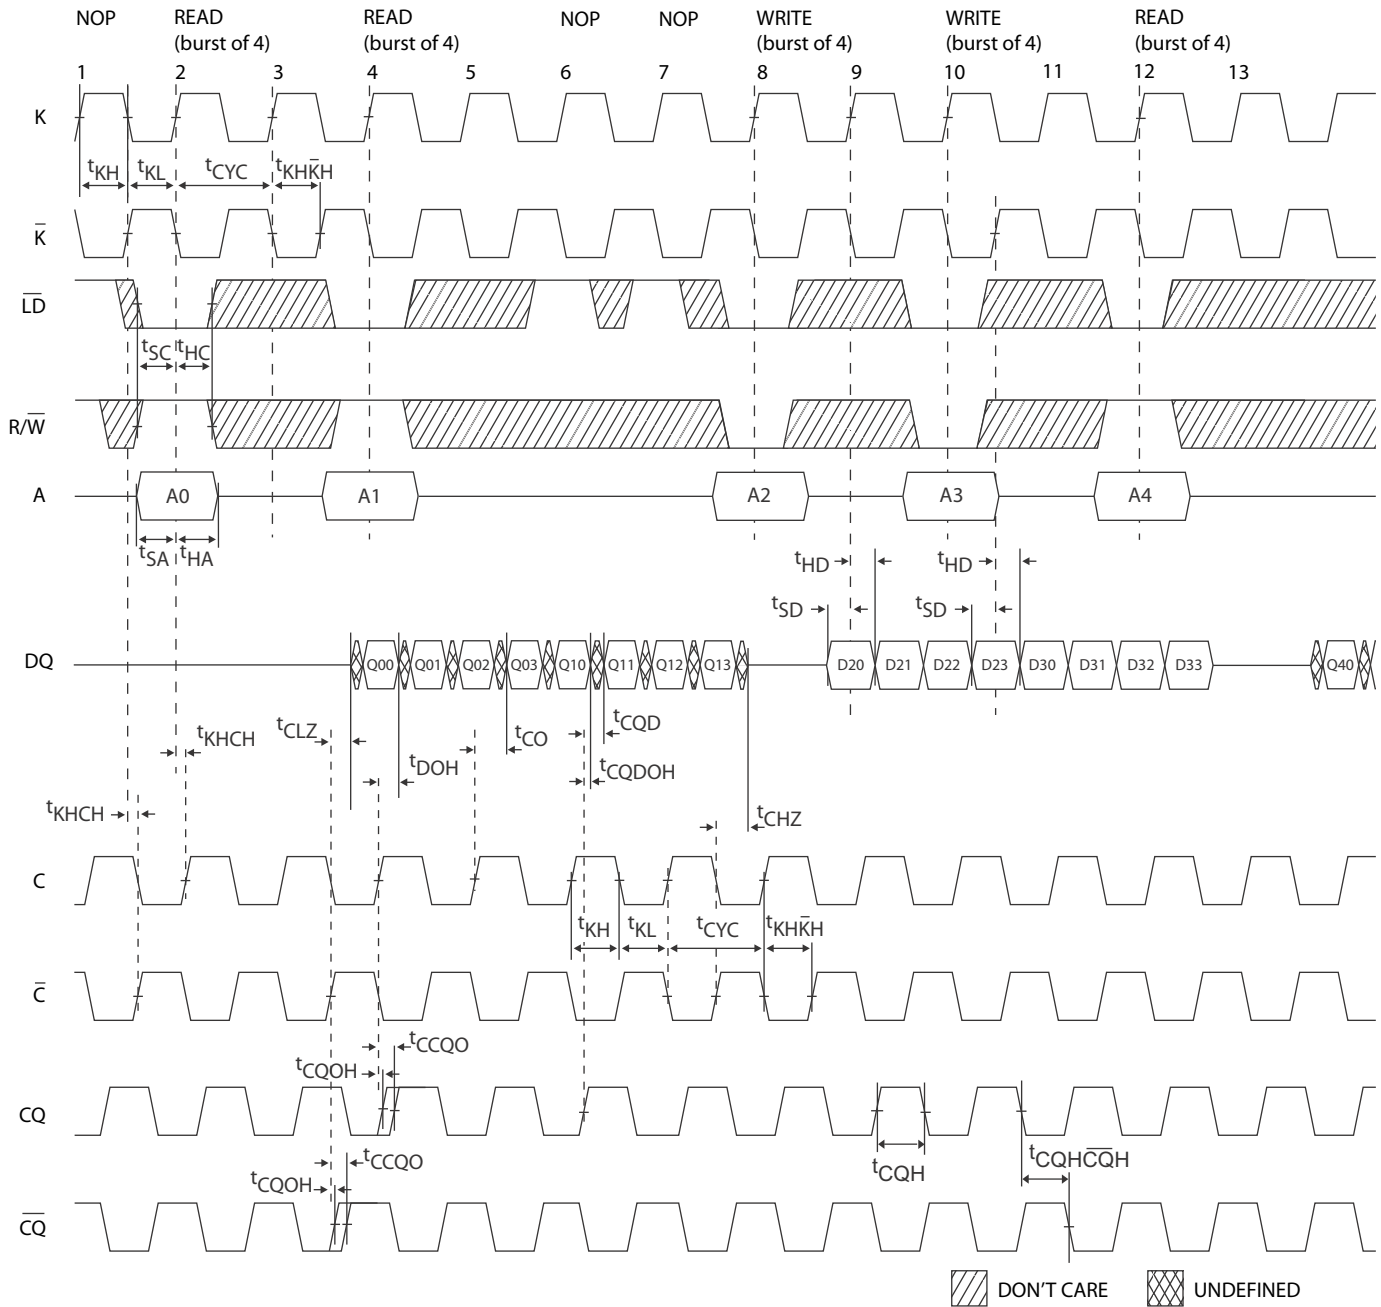 NOP READ READ NOP NOP WRITE WRITE READ
(burst of 4) (burst of 4) (burst of 4) (burst of 4) (burst of 4)
1 2 3 4 5 6 7 8 9 10 11 12 13
K
tKH tKL tCYC tKHK̅H
K̅
L̅D̅
tSC tHC
R/W̅
A A0 A1 A2 A3 A4
tSA tHA tHD tHD
tSD tSD
DQ Q00 Q01 Q02 Q03 Q10 Q11 Q12 Q13 D20 D21 D22 D23 D30 D31 D32 D33 Q40
tKHCH tCLZ tCO tCQD
tDOH tCQDOH
tKHCH tCHZ
C
tKH tKL tCYC tKHK̅H
C̅
tCCQO
tCQOH
CQ
tCCQO tCQH tCQHC̅Q̅H
tCQOH
C̅Q̅
DON'T CARE UNDEFINED